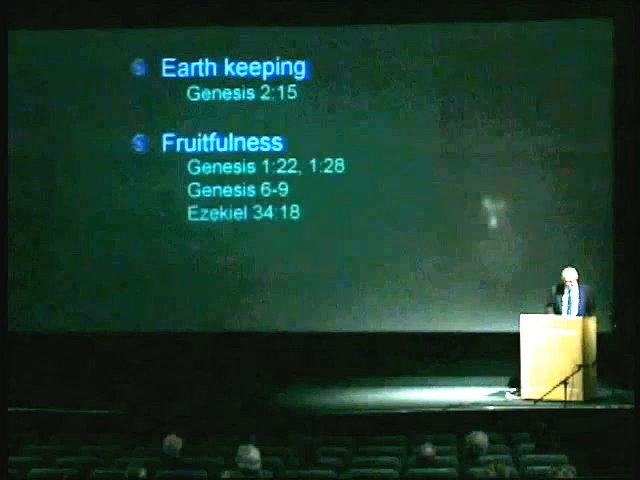 Earth keeping
Genesis 2:15
Fruitfulness
Genesis 1:22, 1:28
Genesis 6-9
Ezekiel 34:18